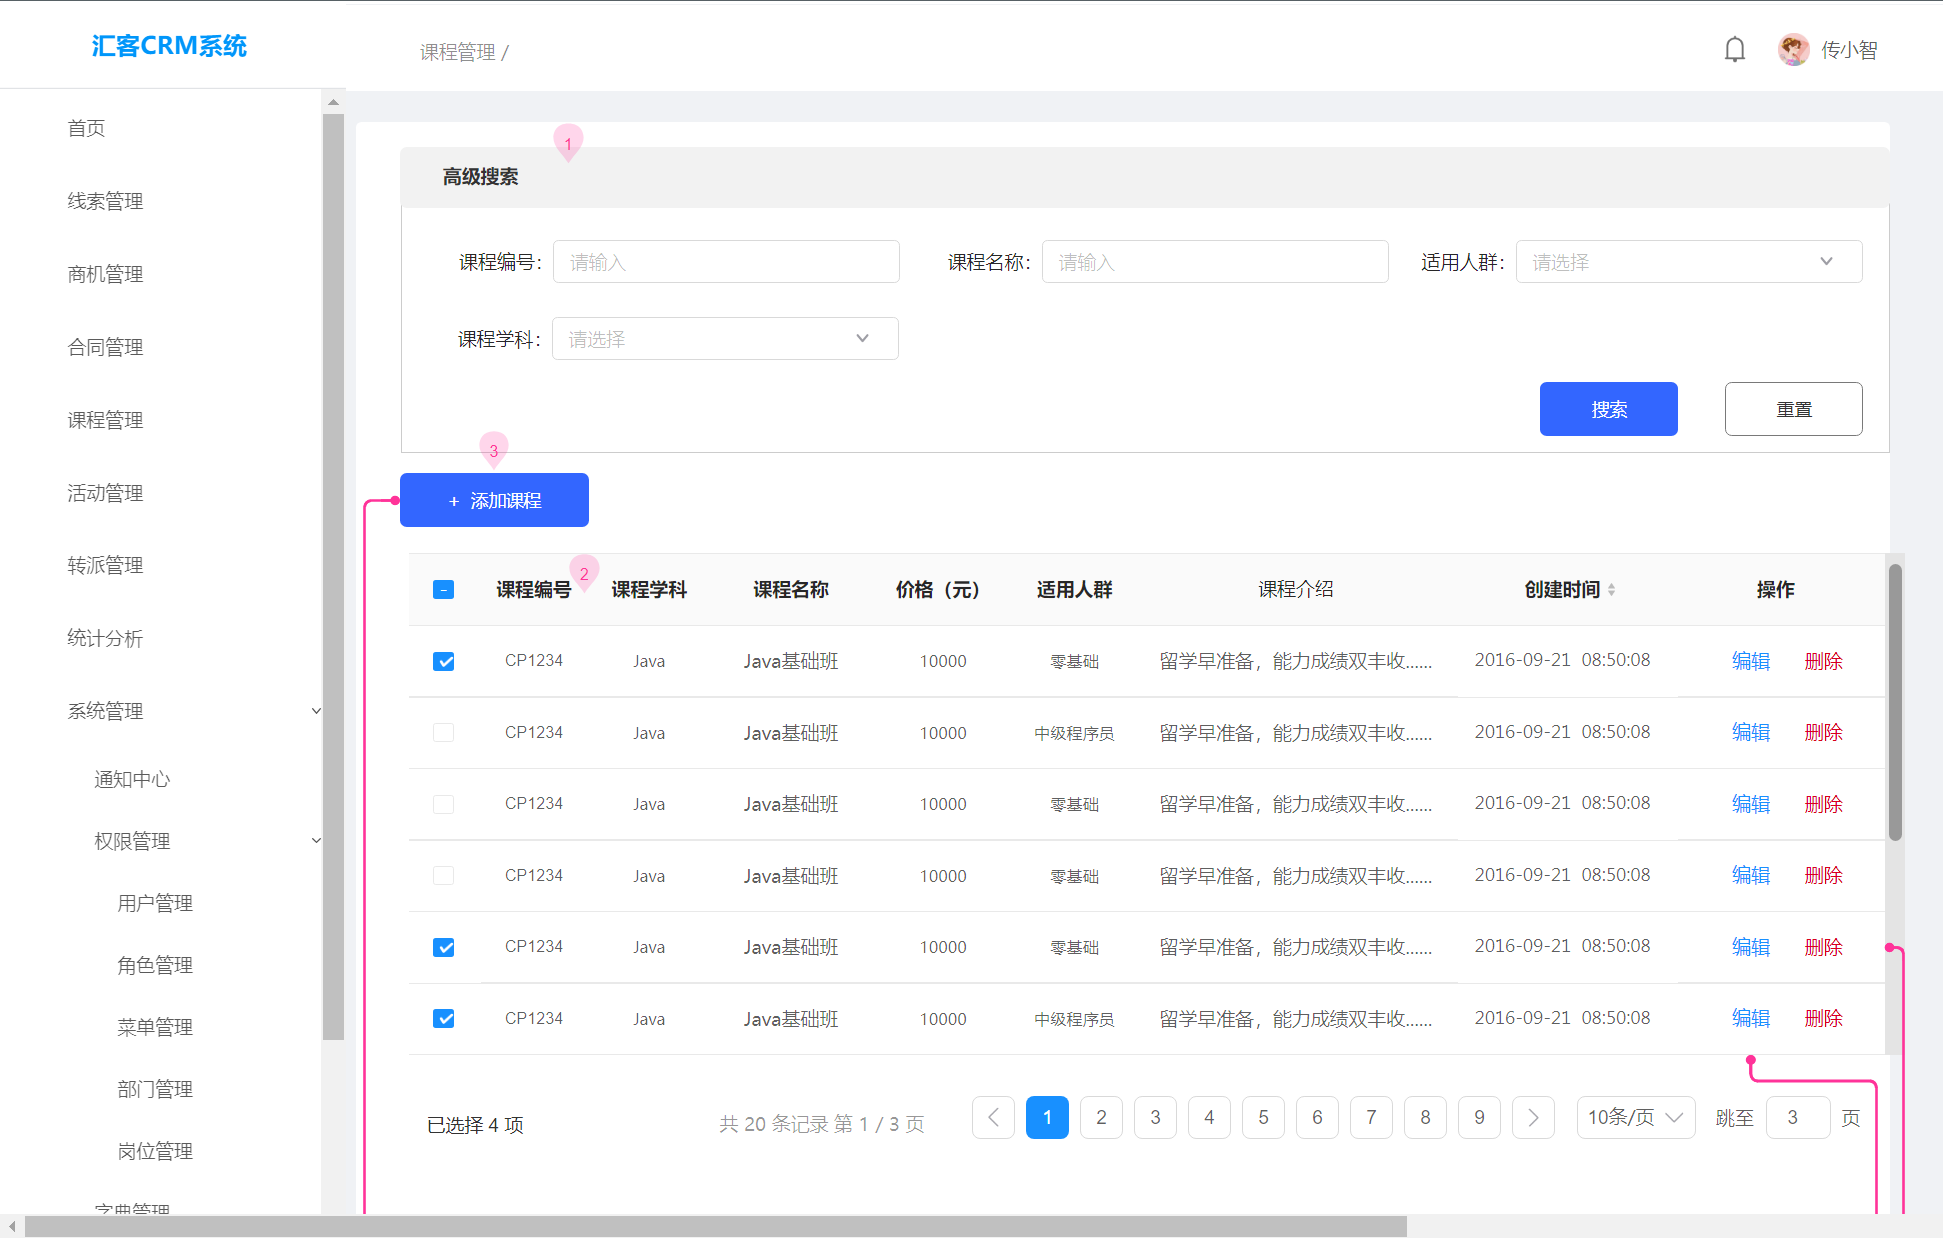 汇客CRM系统
课程管理 /
传小智
首页
线索管理
商机管理
合同管理
课程管理
活动管理
转派管理
统计分析
系统管理
通知中心
权限管理
用户管理
角色管理
菜单管理
部门管理
岗位管理
字典管理
1
高级搜索
课程编号: 请输入 课程名称: 请输入 适用人群: 请选择
课程学科: 请选择
搜索 重置
3
+ 添加课程
2
课程编号 课程学科 课程名称 价格（元） 适用人群 课程介绍 创建时间 操作
CP1234 Java Java基础班 10000 零基础 留学早准备，能力成绩双丰收...... 2016-09-21 08:50:08 编辑 删除
CP1234 Java Java基础班 10000 中级程序员 留学早准备，能力成绩双丰收...... 2016-09-21 08:50:08 编辑 删除
CP1234 Java Java基础班 10000 零基础 留学早准备，能力成绩双丰收...... 2016-09-21 08:50:08 编辑 删除
CP1234 Java Java基础班 10000 零基础 留学早准备，能力成绩双丰收...... 2016-09-21 08:50:08 编辑 删除
CP1234 Java Java基础班 10000 零基础 留学早准备，能力成绩双丰收...... 2016-09-21 08:50:08 编辑 删除
CP1234 Java Java基础班 10000 中级程序员 留学早准备，能力成绩双丰收...... 2016-09-21 08:50:08 编辑 删除
已选择 4 项 共 20 条记录 第 1 / 3 页 1 2 3 4 5 6 7 8 9 10条/页 跳至 3 页